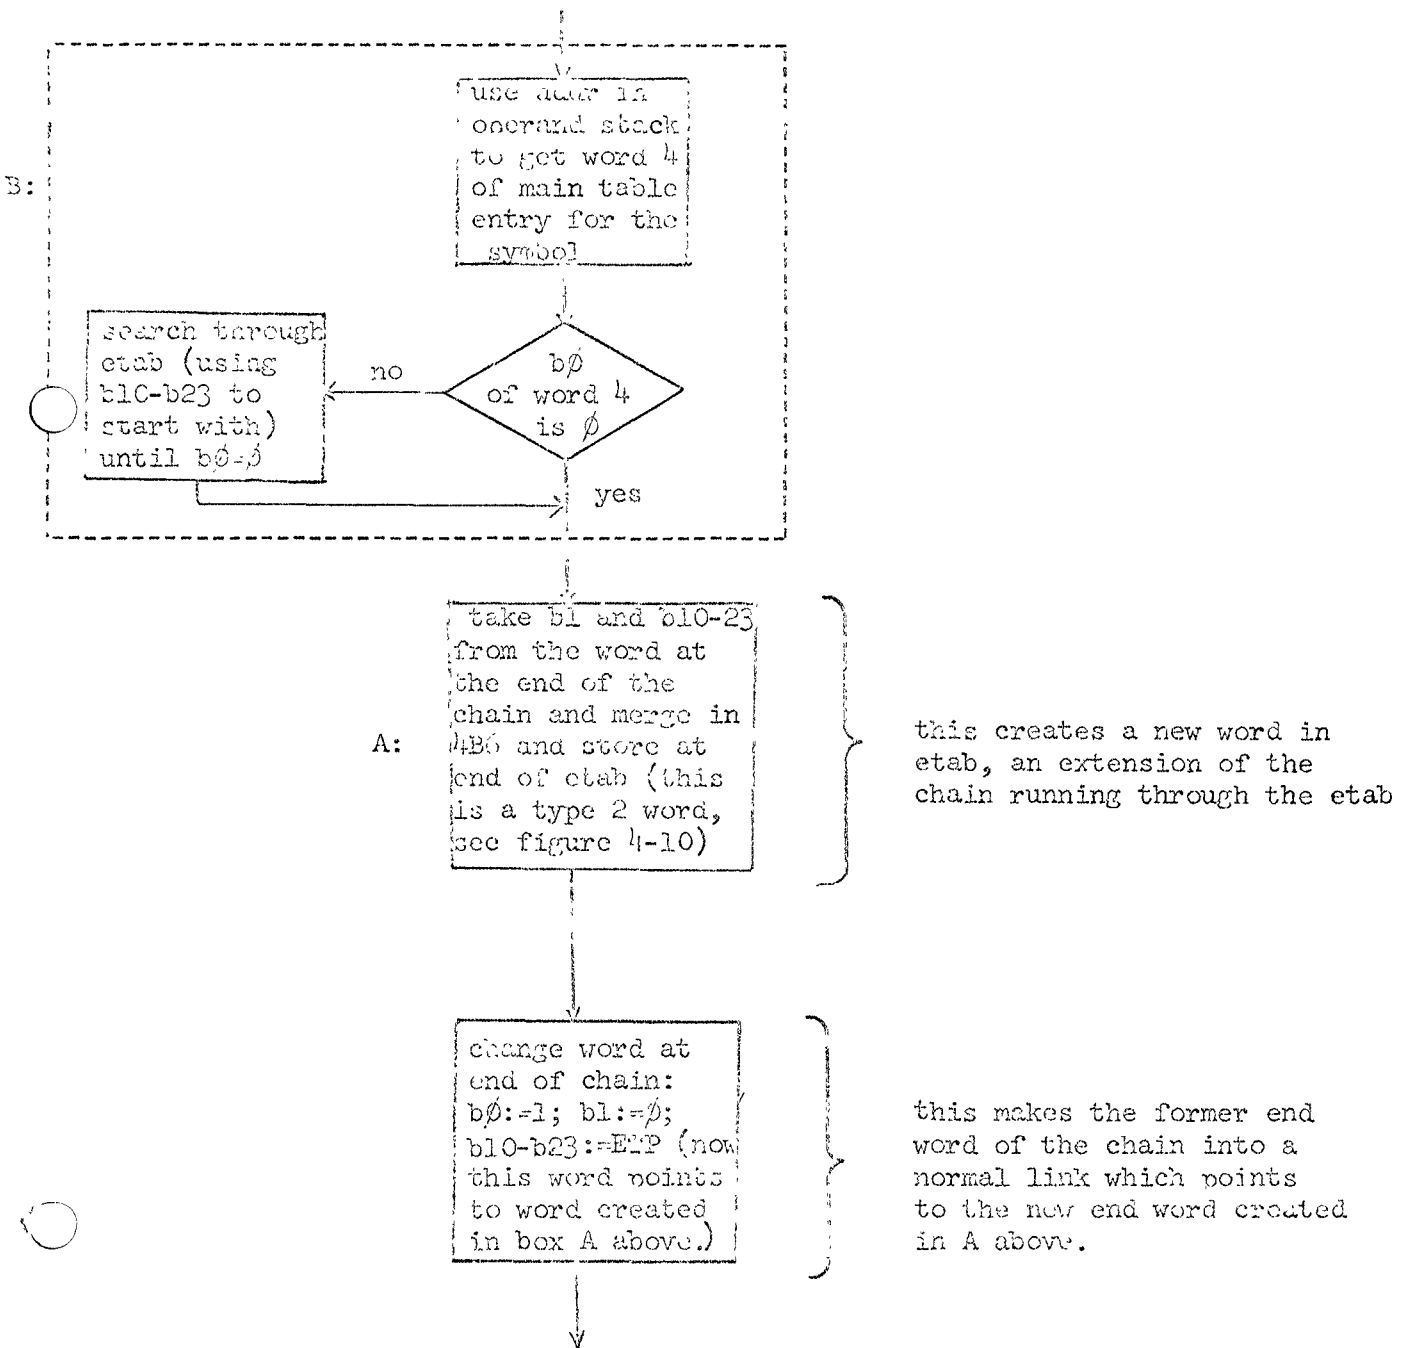 use addr in
operand stack
to get word 4
of main table
entry for the
symbol
B:
search through
etab (using
b10-b23 to
start with)
until bØ=Ø
no
bØ
of word 4
is Ø
yes
take b1 and b10-23
from the word at
the end of the
chain and merge in
4B6 and store at
end of etab (this
is a type 2 word,
see figure 4-10)
A:
this creates a new word in
etab, an extension of the
chain running through the etab
change word at
end of chain:
bØ:=1; b1:=Ø;
b10-b23:=ETP (now
this word points
to word created
in box A above.)
this makes the former end
word of the chain into a
normal link which points
to the new end word created
in A above.